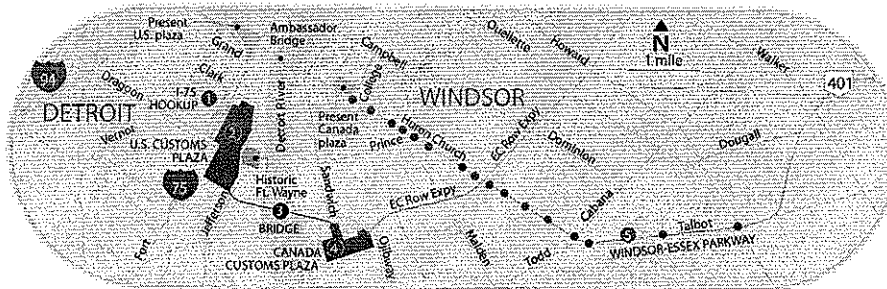 Present
U.S. plaza
Grand
Clark
Dragoon
I-75
HOOKUP
1
DETROIT
Vernor
U.S. CUSTOMS
PLAZA
2
75
Fort
Jefferson
Ambassador
Bridge
Detroit River
Historic
Ft. Wayne
3
BRIDGE
Sandwich
CANADA
CUSTOMS PLAZA
Campbell
College
Present
Canada
plaza
Prince
Huron Church
WINDSOR
EC Row Expy
EC Row Expy
Ojibway
Malden
Todd
Cabana
Dominion
Ouellette
Howard
N
1 mile
Walker
401
Dougall
5
Talbot
WINDSOR-ESSEX PARKWAY